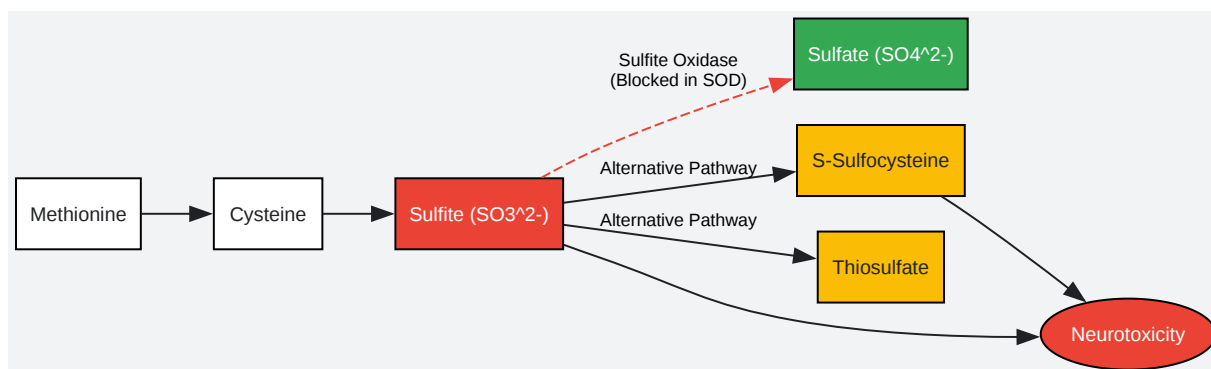 Sulfite Oxidase
(Blocked in SOD)
Sulfate (SO4^2-)
Alternative Pathway
S-Sulfocysteine
Methionine
Cysteine
Sulfite (SO3^2-)
Alternative Pathway
Thiosulfate
Neurotoxicity